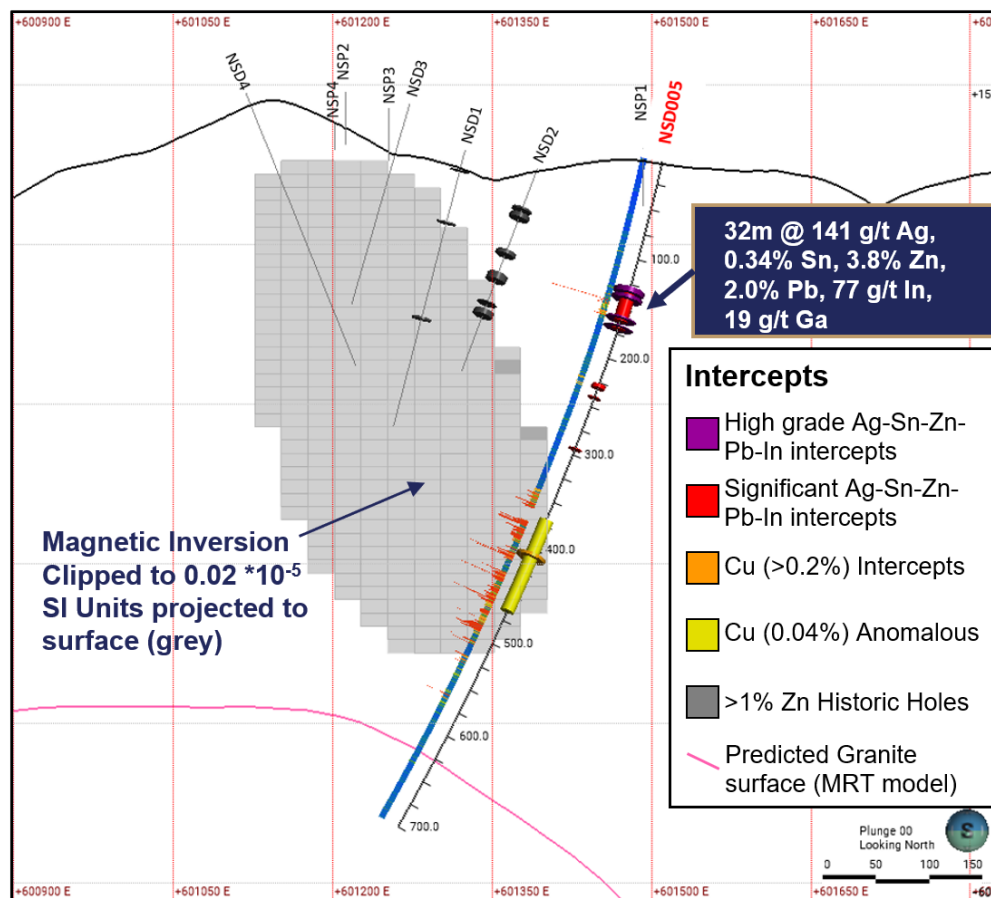 +600900 E
+601050 E
+601200 E
+601350 E
+601500 E
+601650 E
+60
+15
NSD4
NSP4
NSP2
NSP3
NSD3
NSD1
NSD2
NSP1
NSD005
32m @ 141 g/t Ag,
0.34% Sn, 3.8% Zn,
2.0% Pb, 77 g/t In,
19 g/t Ga
100.0
200.0
300.0
400.0
500.0
600.0
700.0
Intercepts
High grade Ag-Sn-Zn-
Pb-In intercepts
Significant Ag-Sn-Zn-
Pb-In intercepts
Cu (>0.2%) Intercepts
Cu (0.04%) Anomalous
>1% Zn Historic Holes
Predicted Granite
surface (MRT model)
Magnetic Inversion
Clipped to 0.02 *10⁻⁵
SI Units projected to
surface (grey)
Plunge 00
Looking North
S
0 50 100 150
+600900 E
+601050 E
+601200 E
+601350 E
+601500 E
+601650 E
+60